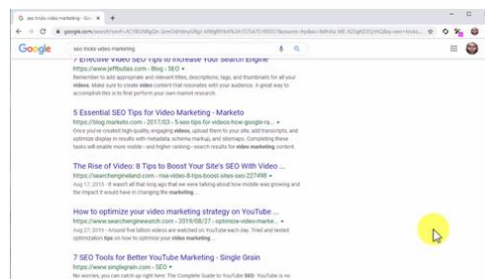 seo tricks video marketing - Go
Google
seo tricks video marketing
7 Effective Video SEO Tips to Increase Your Search Engine
https://www.jeffbullas.com › Blog › SEO
Remember to add appropriate and relevant titles, descriptions, tags, and thumbnails for all your
videos. Make sure to create video content that resonates with your audience. A great way to
accomplish this is to first perform your own market research.
5 Essential SEO Tips for Video Marketing - Marketo
https://blog.marketo.com › 2017/03 › 5-seo-tips-for-videos-how-google-ra...
Once you've created high-quality, engaging videos, upload them to your site, add transcripts, and
optimize display in results with metadata, schema markup, and sitemaps. Completing these
tasks will enable more visible - and higher ranking - search results for video marketing content.
The Rise of Video: 8 Tips to Boost Your Site's SEO With Video ...
https://searchengineland.com › rise-video-8-tips-boost-sites-seo-227498
Aug 17, 2015 - It wasn't all that long ago that we were talking about how mobile was growing and
the impact it would have in changing the marketing ...
How to optimize your video marketing strategy on YouTube ...
https://www.searchenginewatch.com › 2019/08/27 › optimize-video-marke...
Aug 27, 2019 - Around five billion videos are watched on YouTube each day. Tried and tested
optimization tips on how to optimize your video marketing ...
7 SEO Tools for Better YouTube Marketing - Single Grain
https://www.singlegrain.com › SEO
No worries, you can catch up right here: The Complete Guide to YouTube SEO. YouTube is no